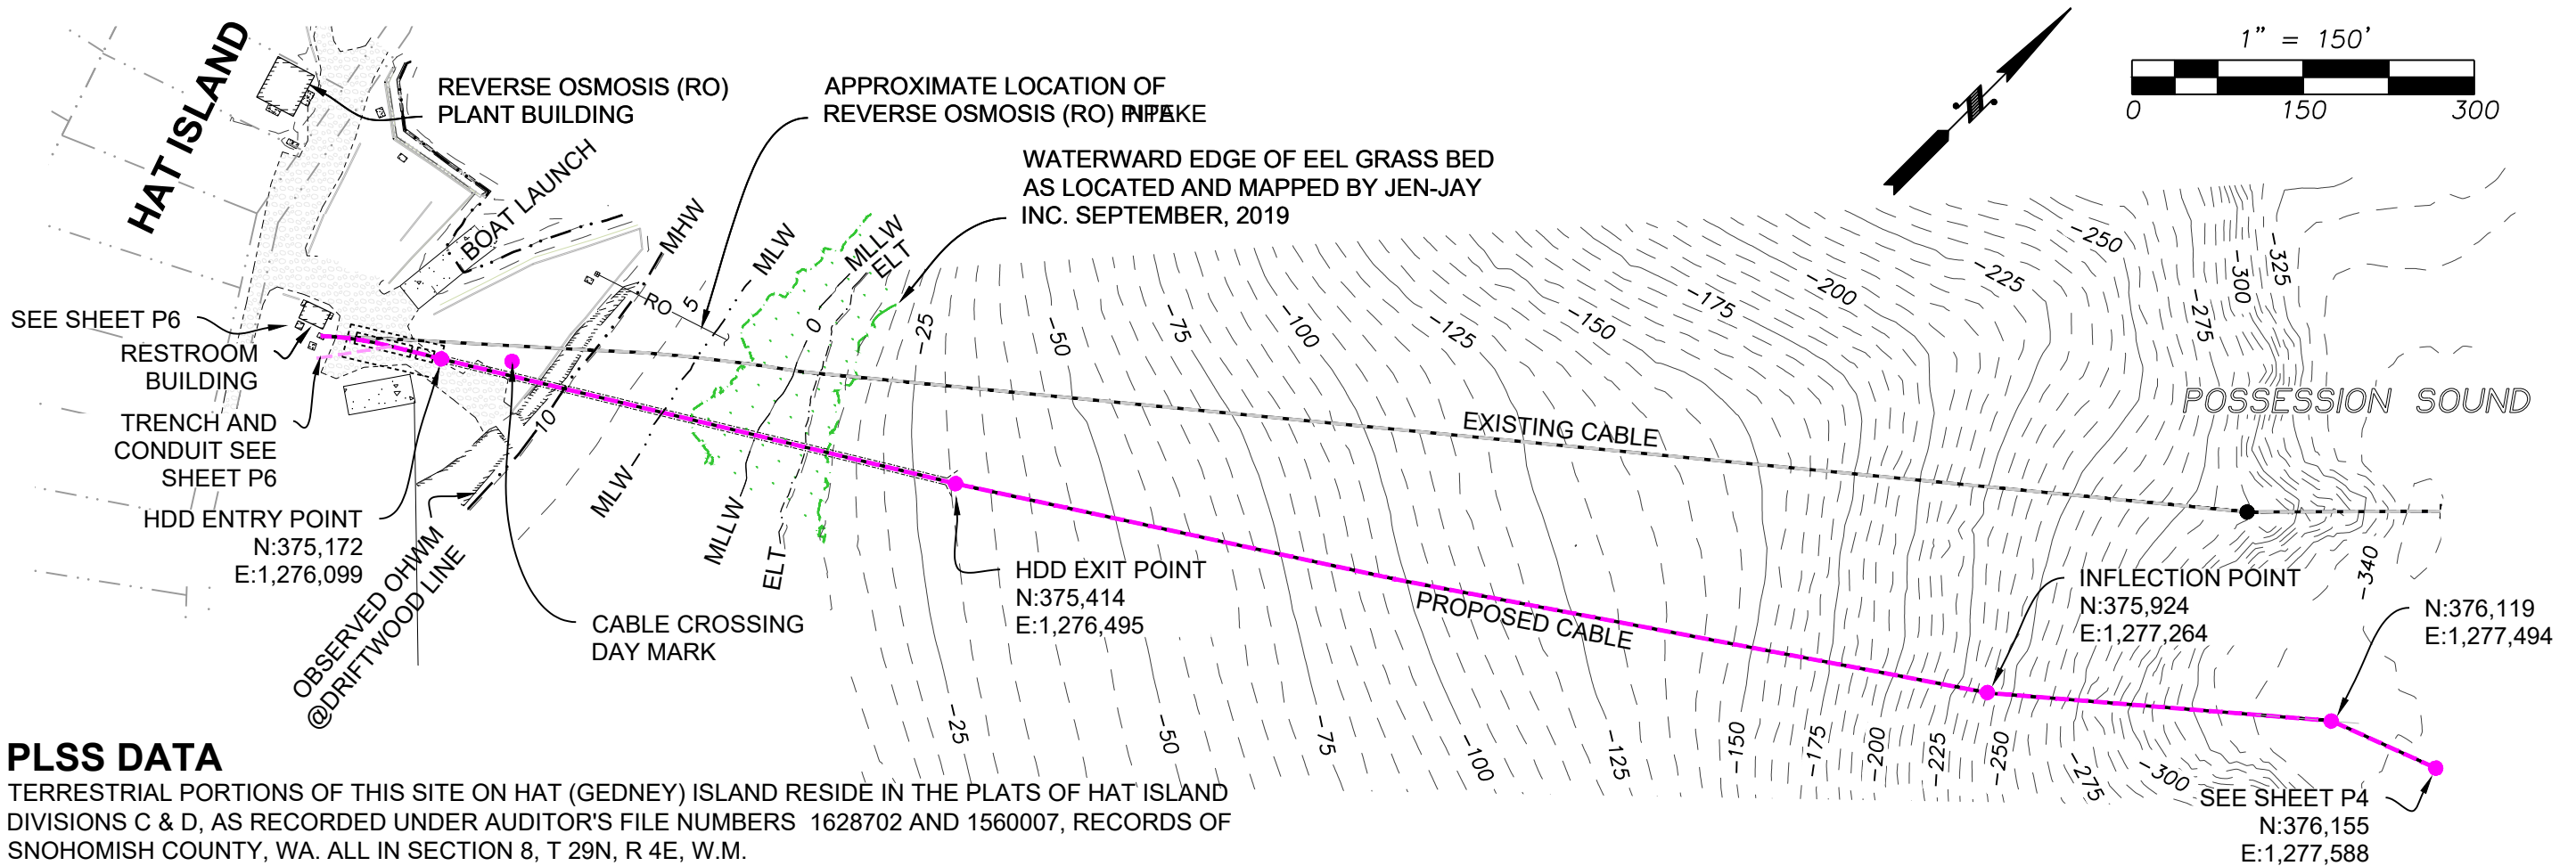 HAT ISLAND
REVERSE OSMOSIS (RO)
PLANT BUILDING
BOAT LAUNCH
APPROXIMATE LOCATION OF
REVERSE OSMOSIS (RO)
WATERWARD EDGE OF EEL GRASS BED
AS LOCATED AND MAPPED BY JEN-JAY
INC. SEPTEMBER, 2019
1" = 150'
0 150 300
MHW
MLW
MLLW
ELT
RO
5
0
10
SEE SHEET P6
RESTROOM
BUILDING
TRENCH AND
CONDUIT SEE
SHEET P6
HDD ENTRY POINT
N:375,172
E:1,276,099
OBSERVED OHWM
@DRIFTWOOD LINE
CABLE CROSSING
DAY MARK
MLW
MLLW
ELT
-25
-50
-75
-100
-125
-150
-175
-200
-225
-250
-275
-300
-325
EXISTING CABLE
POSSESSION SOUND
HDD EXIT POINT
N:375,414
E:1,276,495
PROPOSED CABLE
INFLECTION POINT
N:375,924
E:1,277,264
-340
N:376,119
E:1,277,494
-25
-50
-75
-100
-125
-150
-175
-200
-225
-250
-275
-300
SEE SHEET P4
N:376,155
E:1,277,588
PLSS DATA
TERRESTRIAL PORTIONS OF THIS SITE ON HAT (GEDNEY) ISLAND RESIDE IN THE PLATS OF HAT ISLAND
DIVISIONS C & D, AS RECORDED UNDER AUDITOR'S FILE NUMBERS 1628702 AND 1560007, RECORDS OF
SNOHOMISH COUNTY, WA. ALL IN SECTION 8, T 29N, R 4E, W.M.